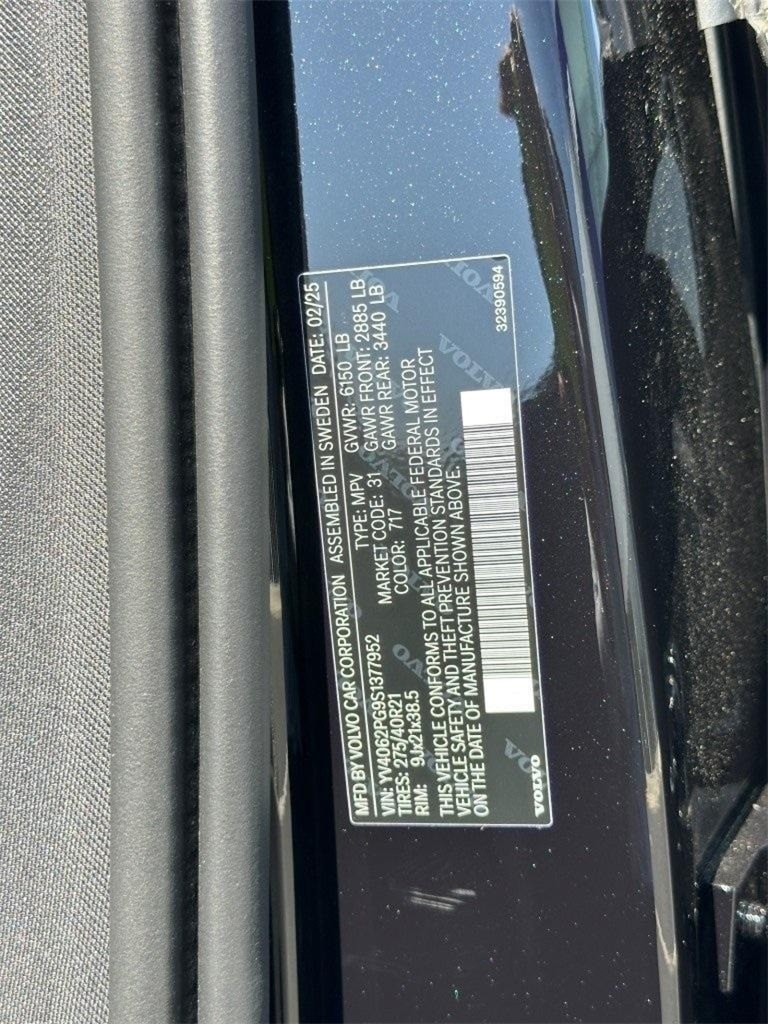 MFD BY VOLVO CAR CORPORATION ASSEMBLED IN SWEDEN DATE: 02/25
VIN: YV4062PG9S1377952 TYPE: MPV GVWR: 6150 LB
TIRES: 275/40R21 MARKET CODE: 31 GAWR FRONT: 2885 LB
RIM: 9Jx21x38.5 COLOR: 717 GAWR REAR: 3440 LB
THIS VEHICLE CONFORMS TO ALL APPLICABLE FEDERAL MOTOR
VEHICLE SAFETY AND THEFT PREVENTION STANDARDS IN EFFECT
ON THE DATE OF MANUFACTURE SHOWN ABOVE.
VOLVO 32390594